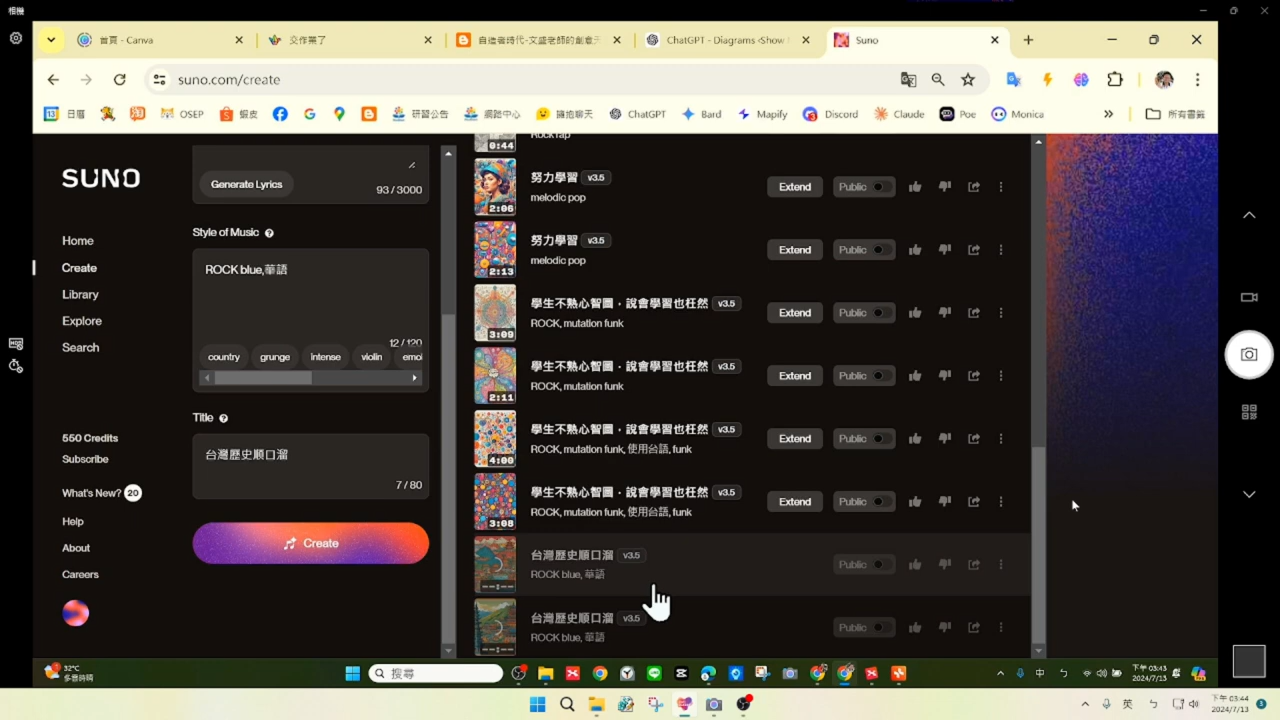 相機
首頁 - Canva
交作業了
自造者時代-文盛老師的創意天
ChatGPT - Diagrams ‹Show M
Suno
suno.com/create
日曆
OSEP
蝦皮
研習公告
網路中心
擁抱聊天
ChatGPT
Bard
Mapify
Discord
Claude
Poe
Monica
所有書籤
SUNO
Home
Create
Library
Explore
Search
550 Credits
Subscribe
What's New? 20
Help
About
Careers
Generate Lyrics
93 / 3000
Style of Music
ROCK blue,華語
12 / 120
country grunge intense violin emoi
Title
台灣歷史順口溜
7 / 80
Create
0:44
RockTap
努力學習 v3.5
melodic pop
2:06
Extend
Public
努力學習 v3.5
melodic pop
2:13
Extend
Public
學生不熟心智圖,說會學習也枉然 v3.5
ROCK, mutation funk
3:09
Extend
Public
學生不熟心智圖,說會學習也枉然 v3.5
ROCK, mutation funk
2:11
Extend
Public
學生不熟心智圖,說會學習也枉然 v3.5
ROCK, mutation funk, 使用台語, funk
4:00
Extend
Public
學生不熟心智圖,說會學習也枉然 v3.5
ROCK, mutation funk, 使用台語, funk
3:08
Extend
Public
台灣歷史順口溜 v3.5
ROCK blue, 華語
--:--
Public
台灣歷史順口溜 v3.5
ROCK blue, 華語
--:--
Public
32°C
多雲時晴
搜尋
中
下午 03:43
2024/7/13
英
下午 03:44
2024/7/13